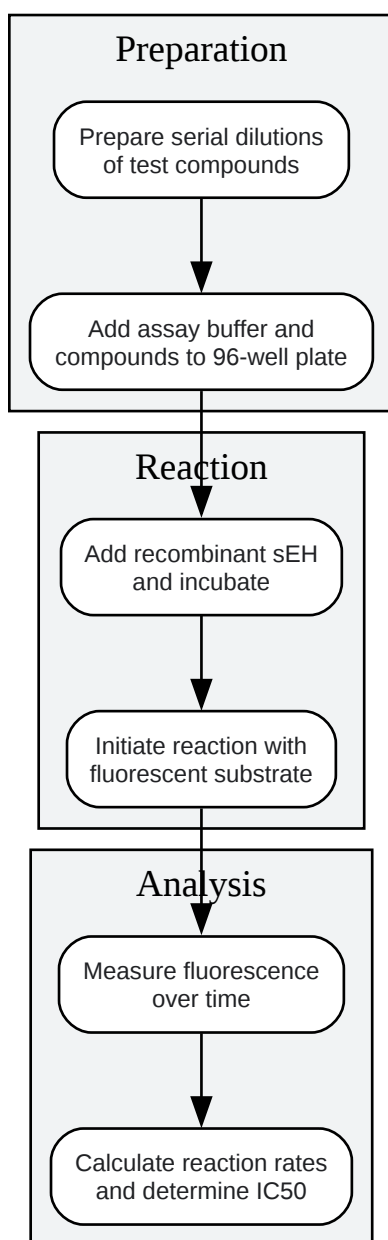 Preparation
Prepare serial dilutions
of test compounds
Add assay buffer and
compounds to 96-well plate
Reaction
Add recombinant sEH
and incubate
Initiate reaction with
fluorescent substrate
Analysis
Measure fluorescence
over time
Calculate reaction rates
and determine IC50